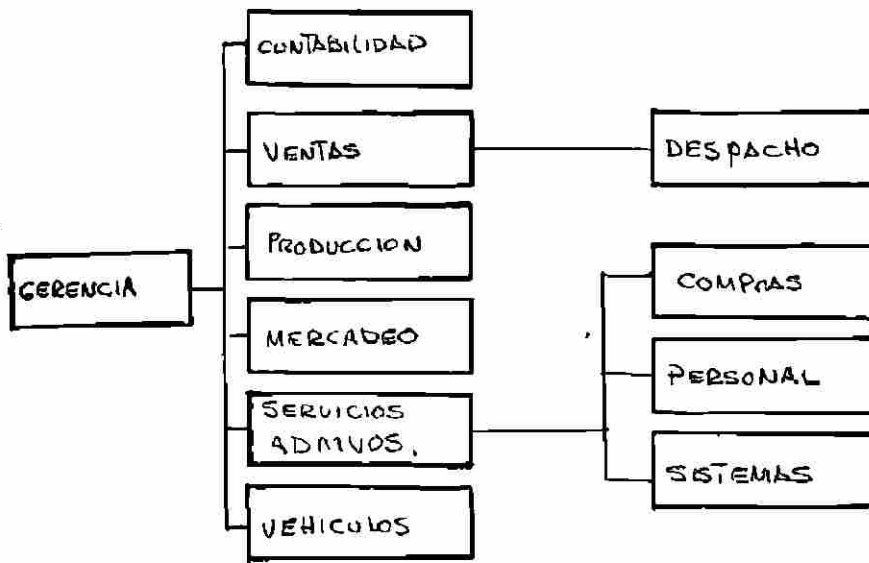 CONTABILIDAD
VENTAS
DESPACHO
PRODUCCION
GERENCIA
COMPRAS
MERCADEO
PERSONAL
SERVICIOS
ADMVOS.
SISTEMAS
VEHICULOS